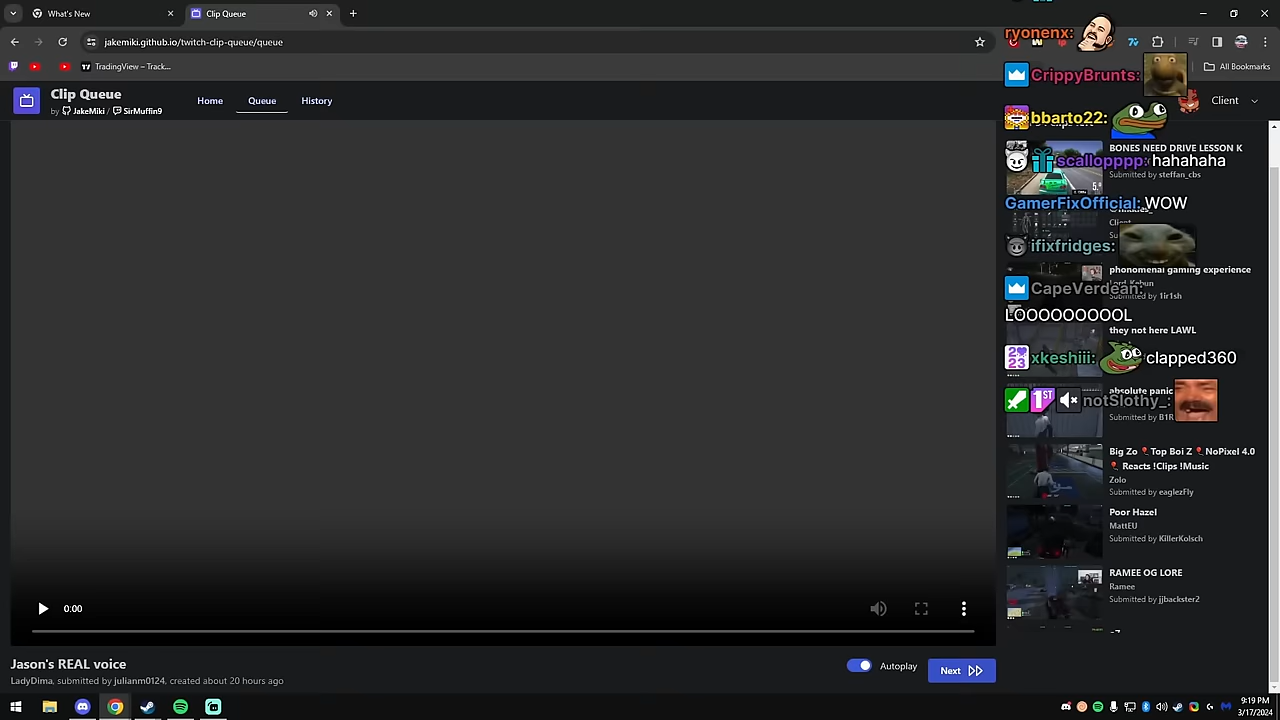 What's New
Clip Queue
jakemiki.github.io/twitch-clip-queue/queue
TradingView – Track...
All Bookmarks
Clip Queue
by JakeMiki / SirMuffin9
Home
Queue
History
Client
ryonenx:
CrippyBrunts:
bbarto22:
BONES NEED DRIVE LESSON K
scallopppp: hahahaha
Submitted by steffan_cbs
GamerFixOfficial: WOW
ifixfridges:
phonomenal gaming experience
CapeVerdean:
Submitted by 1ir1sh
LOOOOOOOOOL
they not here LAWL
xkeshiii: clapped360
absolute panic
notSlothy_:
Submitted by B1R
Big Zo Top Boi Z NoPixel 4.0
Reacts !Clips !Music
Zolo
Submitted by eaglezFly
Poor Hazel
MattEU
Submitted by KillerKolsch
RAMEE OG LORE
Ramee
Submitted by jjbackster2
0:00
Jason's REAL voice
LadyDima, submitted by julianm0124, created about 20 hours ago
Autoplay
Next
9:19 PM
3/17/2024